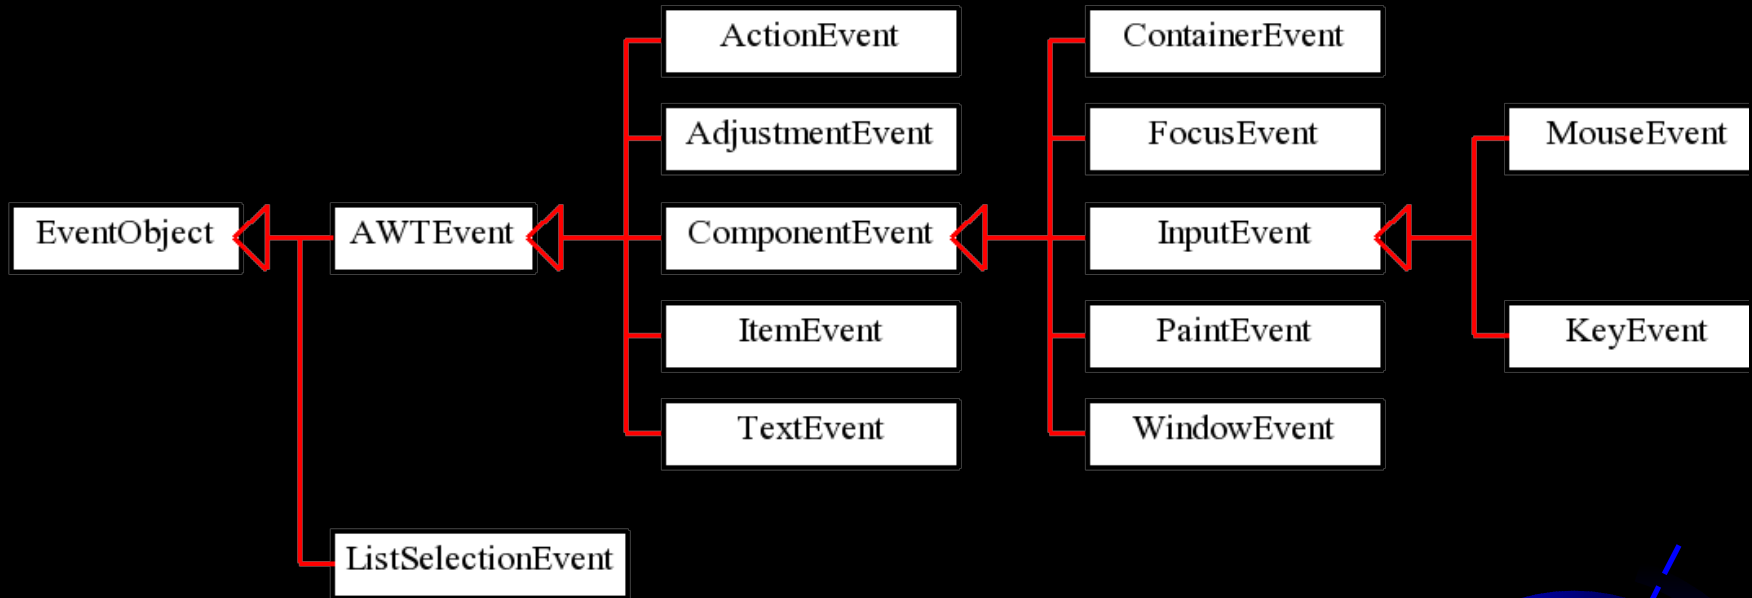 ActionEvent
ContainerEvent
AdjustmentEvent
FocusEvent
MouseEvent
EventObject
AWTEvent
ComponentEvent
InputEvent
ItemEvent
PaintEvent
KeyEvent
TextEvent
WindowEvent
ListSelectionEvent